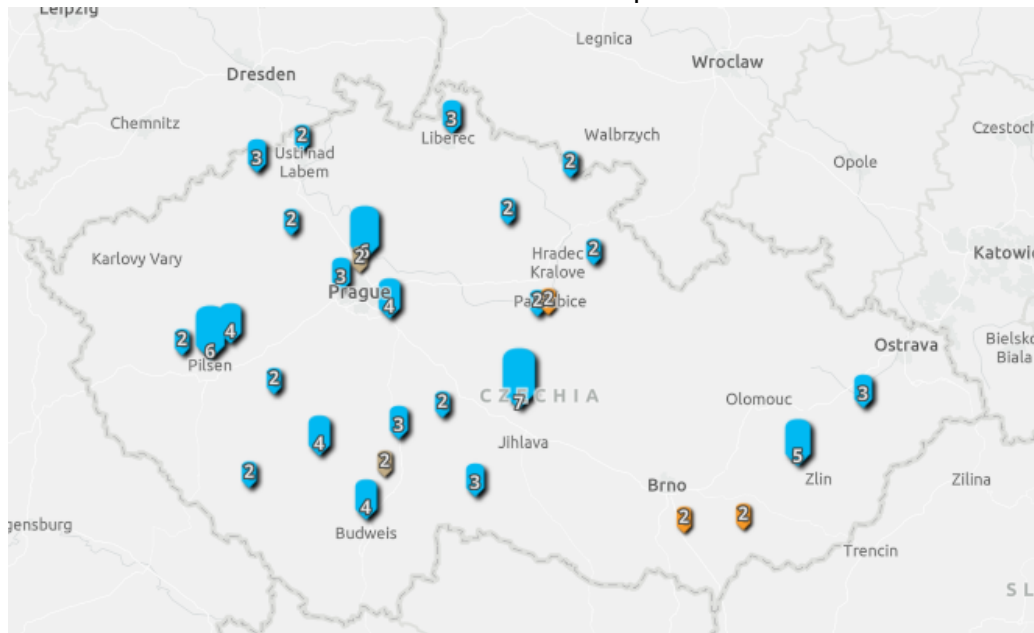 Leipzig
Legnica
Wroclaw
Dresden
Chemnitz
3
Liberec
2
Walbrzych
Czestoch
3
Usti nad
Labem
2
Opole
2
2
6
2
Hradec
Kralove
2
Karlovy Vary
Katowic
3
Prague
4
2
2
Pardubice
2
6
4
Pilsen
Ostrava
Bielsko
Biala
2
CZECHIA
7
2
3
Olomouc
3
4
3
Jihlava
5
2
2
3
Zlin
Zilina
Brno
4
Budweis
2
2
gensburg
Trencin
SL